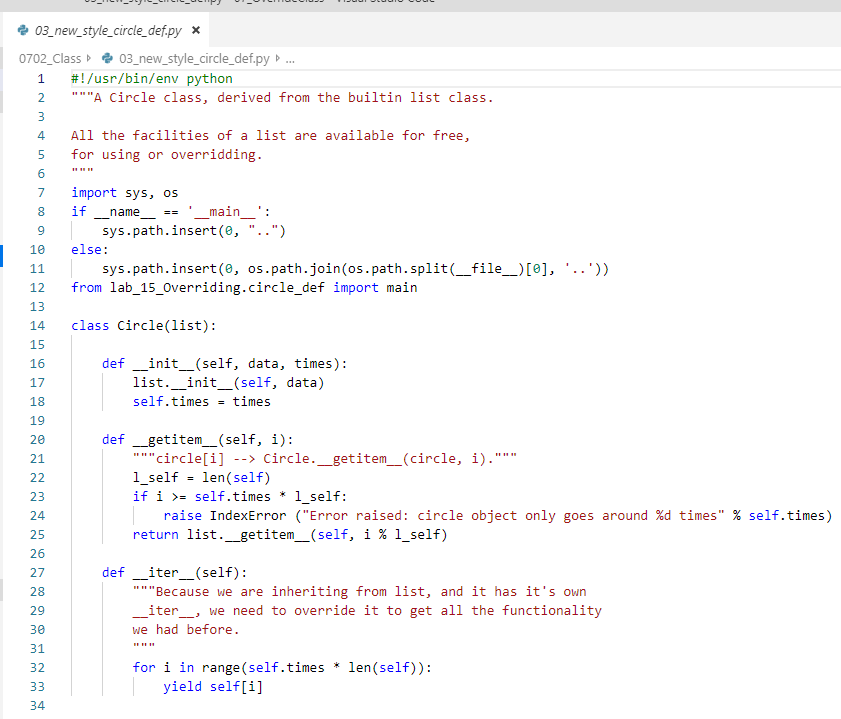 03_new_style_circle_def.py ×
0702_Class › 03_new_style_circle_def.py › ...
1 #!/usr/bin/env python
2 """A Circle class, derived from the builtin list class.
3
4 All the facilities of a list are available for free,
5 for using or overridding.
6 """
7 import sys, os
8 if __name__ == '__main__':
9     sys.path.insert(0, "..")
10 else:
11     sys.path.insert(0, os.path.join(os.path.split(__file__)[0], '..'))
12 from lab_15_Overriding.circle_def import main
13
14 class Circle(list):
15
16     def __init__(self, data, times):
17         list.__init__(self, data)
18         self.times = times
19
20     def __getitem__(self, i):
21         """circle[i] --> Circle.__getitem__(circle, i)."""
22         l_self = len(self)
23         if i >= self.times * l_self:
24             raise IndexError ("Error raised: circle object only goes around %d times" % self.times)
25         return list.__getitem__(self, i % l_self)
26
27     def __iter__(self):
28         """Because we are inheriting from list, and it has it's own
29         __iter__, we need to override it to get all the functionality
30         we had before.
31         """
32         for i in range(self.times * len(self)):
33             yield self[i]
34